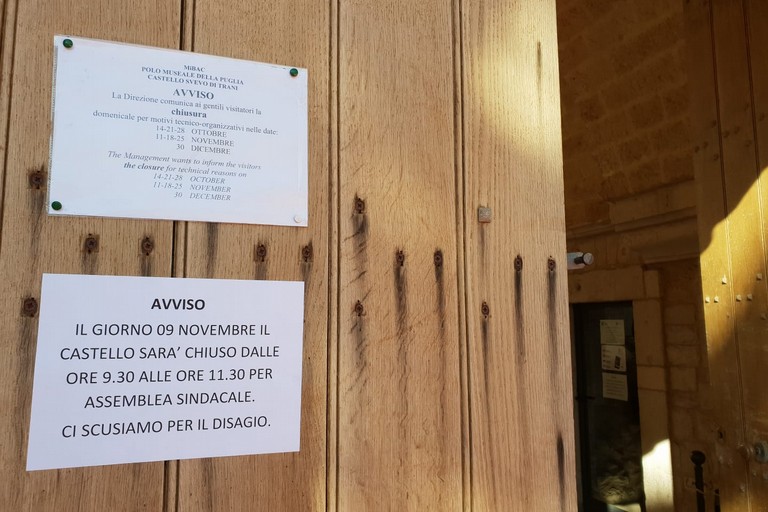 MiBAC
POLO MUSEALE DELLA PUGLIA
CASTELLO SVEVO DI TRANI
AVVISO
La Direzione comunica ai gentili visitatori la
chiusura
domenicale per motivi tecnico-organizzativi nelle date:
14-21-28 OTTOBRE
11-18-25 NOVEMBRE
30 DICEMBRE
The Management wants to inform the visitors
the closure for technical reasons on
14-21-28 OCTOBER
11-18-25 NOVEMBER
30 DECEMBER
AVVISO
IL GIORNO 09 NOVEMBRE IL
CASTELLO SARA’ CHIUSO DALLE
ORE 9.30 ALLE ORE 11.30 PER
ASSEMBLEA SINDACALE.
CI SCUSIAMO PER IL DISAGIO.